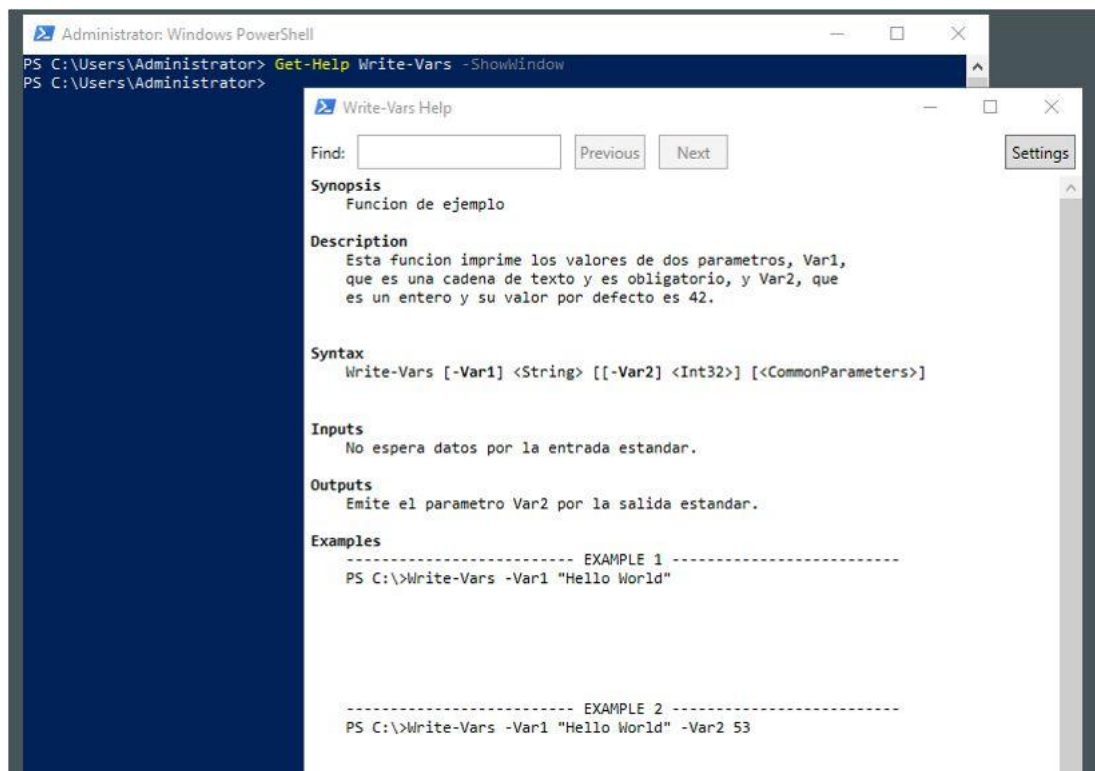 Administrator: Windows PowerShell
PS C:\Users\Administrator> Get-Help Write-Vars -ShowWindow
PS C:\Users\Administrator>
Write-Vars Help
Find:
Previous
Next
Settings
Synopsis
Funcion de ejemplo
Description
Esta funcion imprime los valores de dos parametros, Var1,
que es una cadena de texto y es obligatorio, y Var2, que
es un entero y su valor por defecto es 42.
Syntax
Write-Vars [-Var1] <String> [[-Var2] <Int32>] [<CommonParameters>]
Inputs
No espera datos por la entrada estandar.
Outputs
Emite el parametro Var2 por la salida estandar.
Examples
-------------------------- EXAMPLE 1 --------------------------
PS C:\>Write-Vars -Var1 "Hello World"
-------------------------- EXAMPLE 2 --------------------------
PS C:\>Write-Vars -Var1 "Hello World" -Var2 53